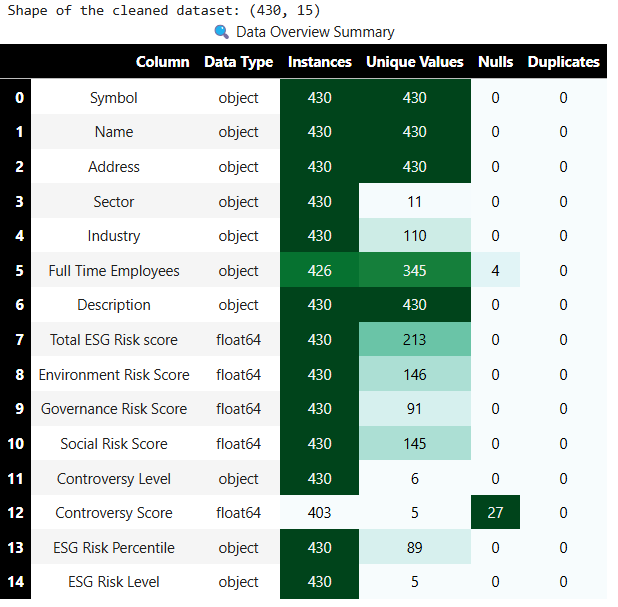 Shape of the cleaned dataset: (430, 15)
🔍 Data Overview Summary
Column Data Type Instances Unique Values Nulls Duplicates
0 Symbol object 430 430 0 0
1 Name object 430 430 0 0
2 Address object 430 430 0 0
3 Sector object 430 11 0 0
4 Industry object 430 110 0 0
5 Full Time Employees object 426 345 4 0
6 Description object 430 430 0 0
7 Total ESG Risk score float64 430 213 0 0
8 Environment Risk Score float64 430 146 0 0
9 Governance Risk Score float64 430 91 0 0
10 Social Risk Score float64 430 145 0 0
11 Controversy Level object 430 6 0 0
12 Controversy Score float64 403 5 27 0
13 ESG Risk Percentile object 430 89 0 0
14 ESG Risk Level object 430 5 0 0